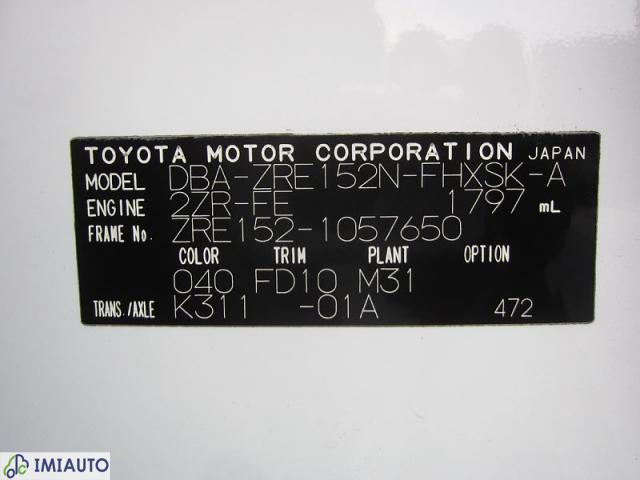 TOYOTA MOTOR CORPORATION JAPAN
MODEL DBA-ZRE152N-FHXSK-A
ENGINE 2ZR-FE 1797 mL
FRAME No. ZRE152-1057650
COLOR TRIM PLANT OPTION
040 FD10 M31
TRANS./AXLE K311 -01A 472
IMIAUTO